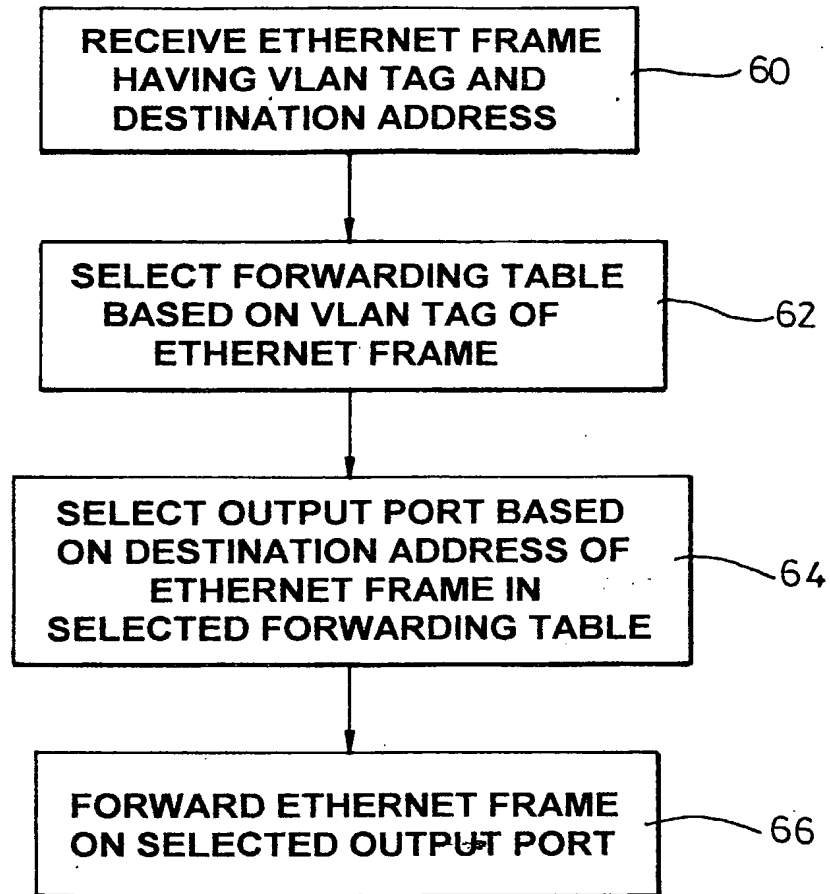 RECEIVE ETHERNET FRAME
HAVING VLAN TAG AND
DESTINATION ADDRESS
60
SELECT FORWARDING TABLE
BASED ON VLAN TAG OF
ETHERNET FRAME
62
SELECT OUTPUT PORT BASED
ON DESTINATION ADDRESS OF
ETHERNET FRAME IN
SELECTED FORWARDING TABLE
64
FORWARD ETHERNET FRAME
ON SELECTED OUTPUT PORT
66